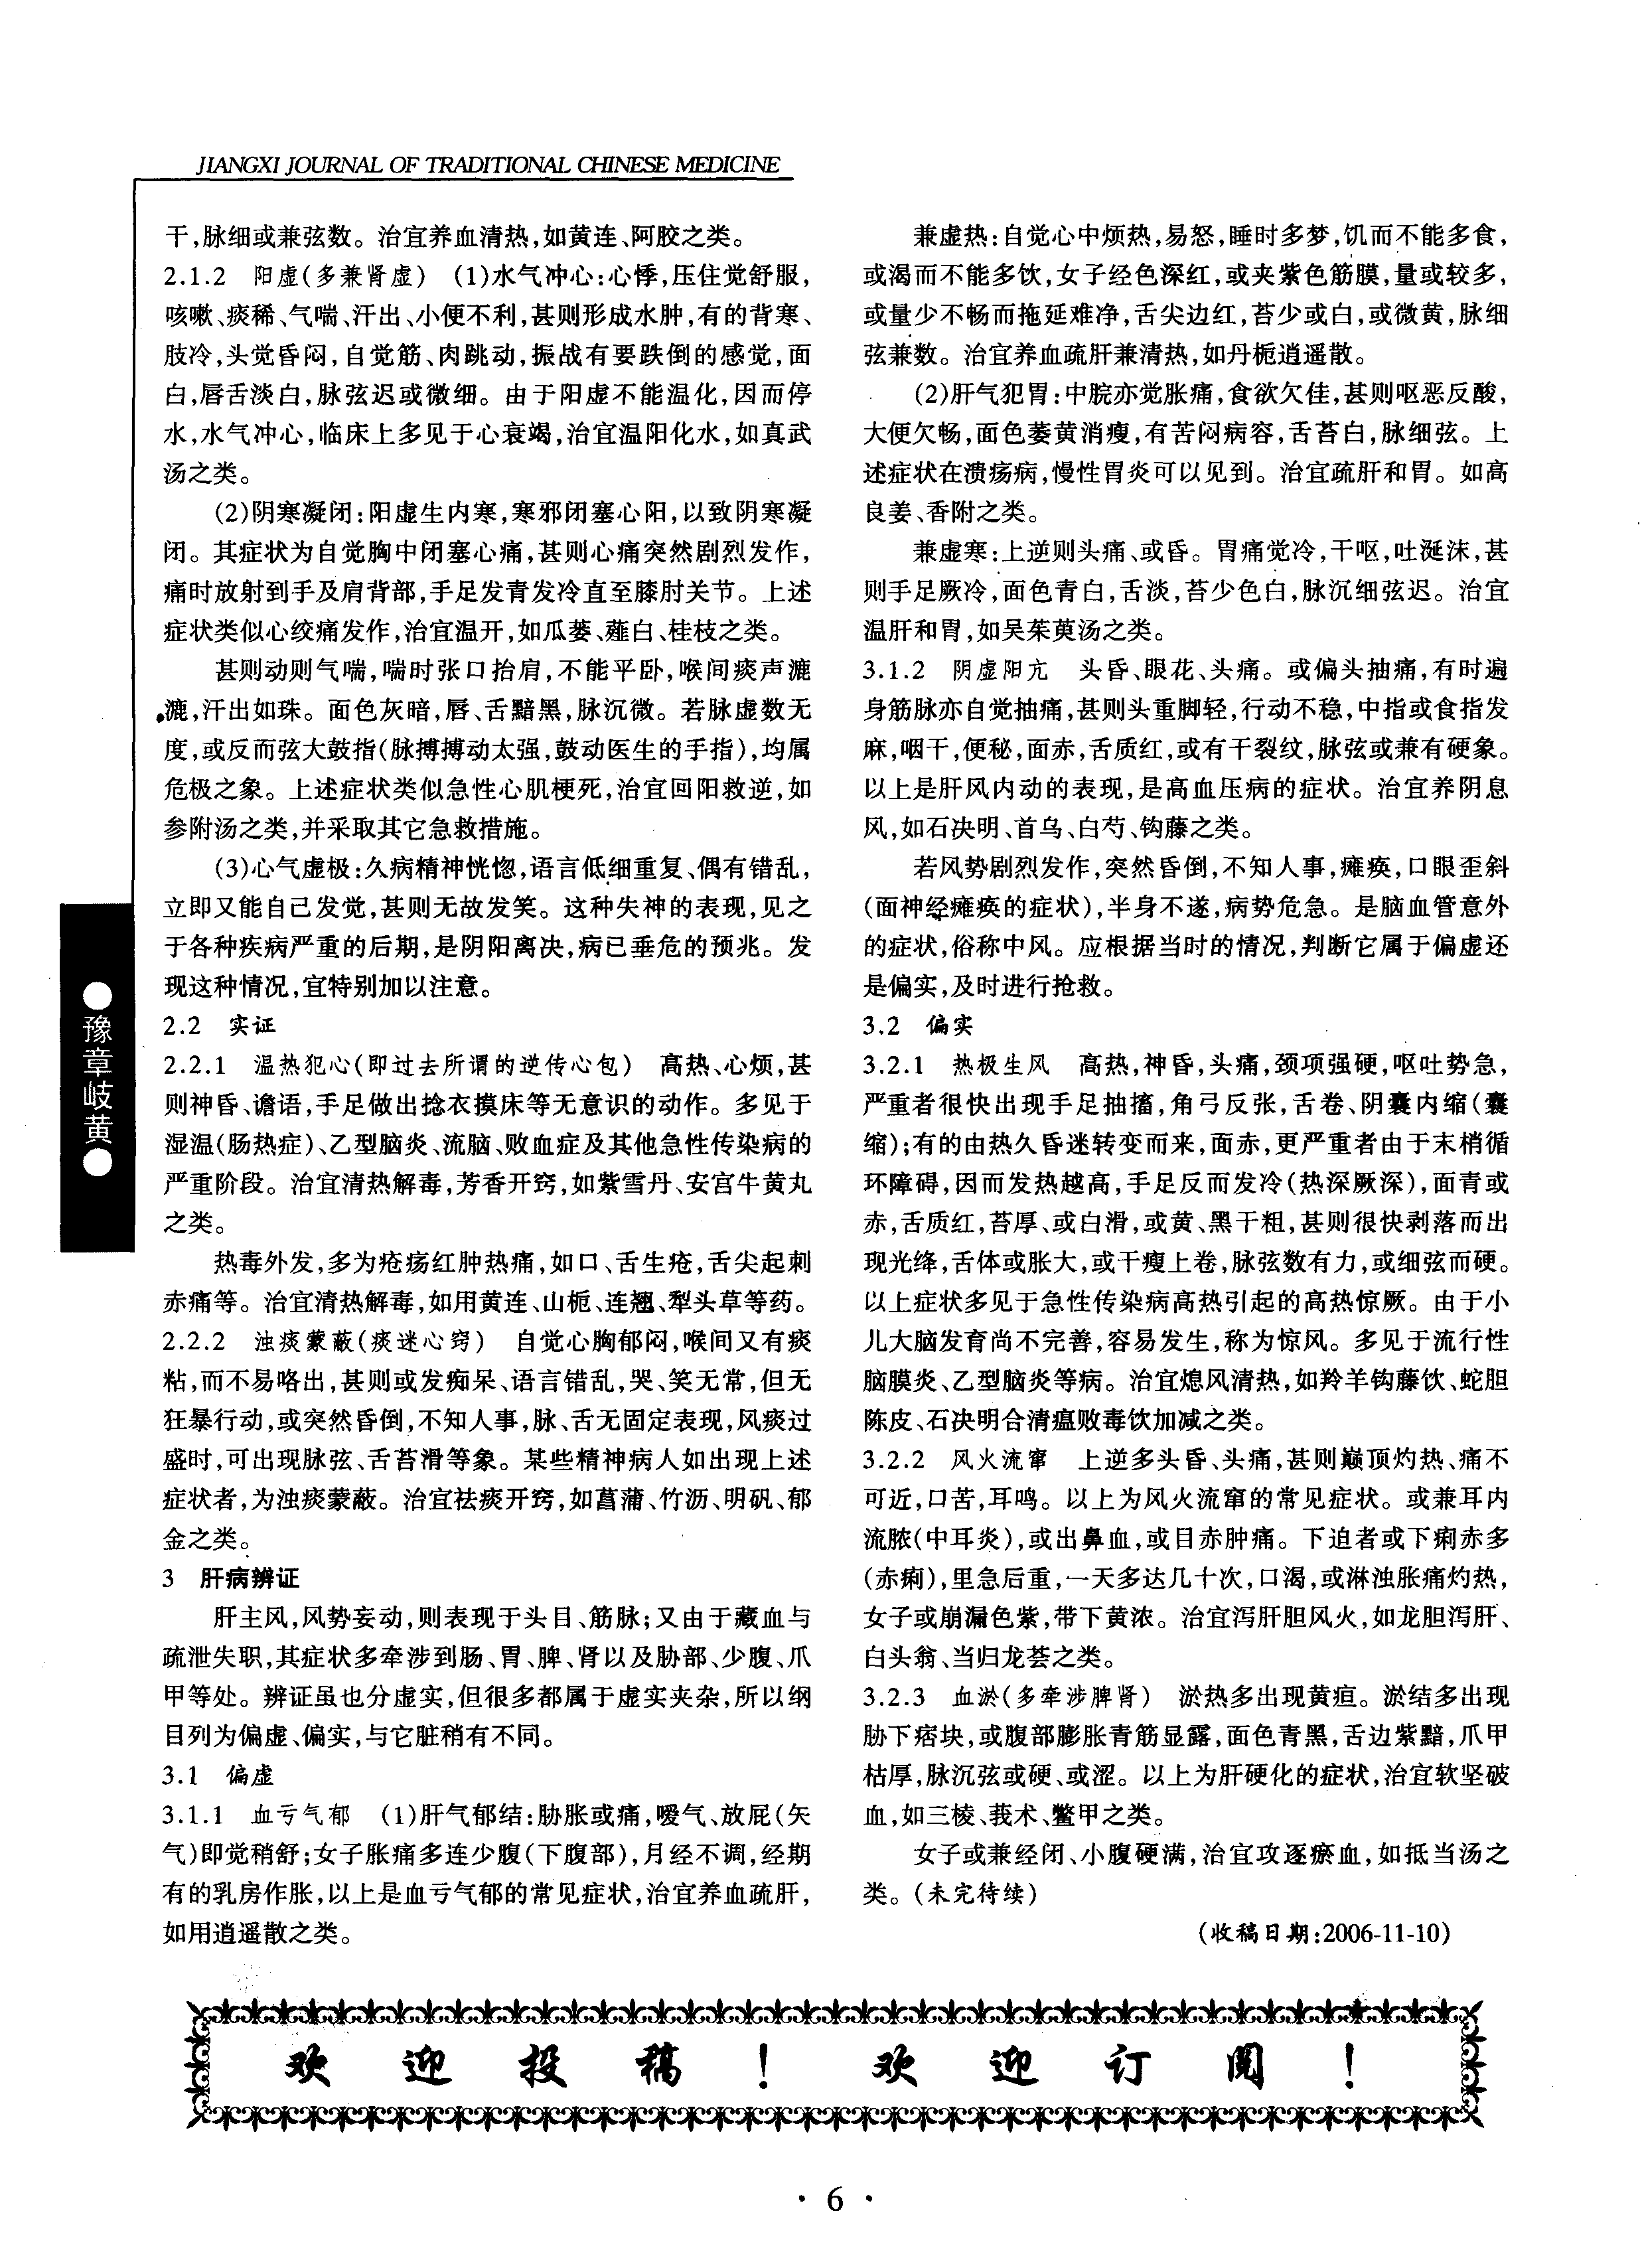 JIANGXI JOURNAL OF TRADITIONAL CHINESE MEDICINE
干,脉细或兼弦数。治宜养血清热,如黄连、阿胶之类。
2.1.2 阳虚(多兼肾虚) (1)水气冲心:心悸,压住觉舒服,
咳嗽、痰稀、气喘、汗出、小便不利,甚则形成水肿,有的背寒、
肢冷,头觉昏闷,自觉筋、肉跳动,振战有要跌倒的感觉,面
白,唇舌淡白,脉弦迟或微细。由于阳虚不能温化,因而停
水,水气冲心,临床上多见于心衰竭,治宜温阳化水,如真武
汤之类。
(2)阴寒凝闭:阳虚生内寒,寒邪闭塞心阳,以致阴寒凝
闭。其症状为自觉胸中闭塞心痛,甚则心痛突然剧烈发作,
痛时放射到手及肩背部,手足发青发冷直至膝肘关节。上述
症状类似心绞痛发作,治宜温开,如瓜蒌、薤白、桂枝之类。
甚则动则气喘,喘时张口抬肩,不能平卧,喉间痰声漉
漉,汗出如珠。面色灰暗,唇、舌黯黑,脉沉微。若脉虚数无
度,或反而弦大鼓指(脉搏搏动太强,鼓动医生的手指),均属
危极之象。上述症状类似急性心肌梗死,治宜回阳救逆,如
参附汤之类,并采取其它急救措施。
(3)心气虚极:久病精神恍惚,语言低细重复、偶有错乱,
立即又能自己发觉,甚则无故发笑。这种失神的表现,见之
于各种疾病严重的后期,是阴阳离决,病已垂危的预兆。发
现这种情况,宜特别加以注意。
2.2 实证
2.2.1 温热犯心(即过去所谓的逆传心包) 高热、心烦,甚
则神昏、谵语,手足做出捻衣摸床等无意识的动作。多见于
湿温(肠热症)、乙型脑炎、流脑、败血症及其他急性传染病的
严重阶段。治宜清热解毒,芳香开窍,如紫雪丹、安宫牛黄丸
之类。
热毒外发,多为疮疡红肿热痛,如口、舌生疮,舌尖起刺
赤痛等。治宜清热解毒,如用黄连、山栀、连翘、犁头草等药。
2.2.2 浊痰蒙蔽(痰迷心窍) 自觉心胸郁闷,喉间又有痰
粘,而不易咯出,甚则或发痴呆、语言错乱,哭、笑无常,但无
狂暴行动,或突然昏倒,不知人事,脉、舌无固定表现,风痰过
盛时,可出现脉弦、舌苔滑等象。某些精神病人如出现上述
症状者,为浊痰蒙蔽。治宜祛痰开窍,如菖蒲、竹沥、明矾、郁
金之类。
3 肝病辨证
肝主风,风势妄动,则表现于头目、筋脉;又由于藏血与
疏泄失职,其症状多牵涉到肠、胃、脾、肾以及胁部、少腹、爪
甲等处。辨证虽也分虚实,但很多都属于虚实夹杂,所以纲
目列为偏虚、偏实,与它脏稍有不同。
3.1 偏虚
3.1.1 血亏气郁 (1)肝气郁结:胁胀或痛,嗳气、放屁(矢
气)即觉稍舒;女子胀痛多连少腹(下腹部),月经不调,经期
有的乳房作胀,以上是血亏气郁的常见症状,治宜养血疏肝,
如用逍遥散之类。
兼虚热:自觉心中烦热,易怒,睡时多梦,饥而不能多食,
或渴而不能多饮,女子经色深红,或夹紫色筋膜,量或较多,
或量少不畅而拖延难净,舌尖边红,苔少或白,或微黄,脉细
弦兼数。治宜养血疏肝兼清热,如丹栀逍遥散。
(2)肝气犯胃:中脘亦觉胀痛,食欲欠佳,甚则呕恶反酸,
大便欠畅,面色萎黄消瘦,有苦闷病容,舌苔白,脉细弦。上
述症状在溃疡病,慢性胃炎可以见到。治宜疏肝和胃。如高
良姜、香附之类。
兼虚寒:上逆则头痛、或昏。胃痛觉冷,干呕,吐涎沫,甚
则手足厥冷,面色青白,舌淡,苔少色白,脉沉细弦迟。治宜
温肝和胃,如吴茱萸汤之类。
3.1.2 阴虚阳亢 头昏、眼花、头痛。或偏头抽痛,有时遍
身筋脉亦自觉抽痛,甚则头重脚轻,行动不稳,中指或食指发
麻,咽干,便秘,面赤,舌质红,或有干裂纹,脉弦或兼有硬象。
以上是肝风内动的表现,是高血压病的症状。治宜养阴息
风,如石决明、首乌、白芍、钩藤之类。
若风势剧烈发作,突然昏倒,不知人事,瘫痪,口眼歪斜
(面神经瘫痪的症状),半身不遂,病势危急。是脑血管意外
的症状,俗称中风。应根据当时的情况,判断它属于偏虚还
是偏实,及时进行抢救。
3.2 偏实
3.2.1 热极生风 高热,神昏,头痛,颈项强硬,呕吐势急,
严重者很快出现手足抽搐,角弓反张,舌卷、阴囊内缩(囊
缩);有的由热久昏迷转变而来,面赤,更严重者由于末梢循
环障碍,因而发热越高,手足反而发冷(热深厥深),面青或
赤,舌质红,苔厚、或白滑,或黄、黑干粗,甚则很快剥落而出
现光绛,舌体或胀大,或干瘦上卷,脉弦数有力,或细弦而硬。
以上症状多见于急性传染病高热引起的高热惊厥。由于小
儿大脑发育尚不完善,容易发生,称为惊风。多见于流行性
脑膜炎、乙型脑炎等病。治宜熄风清热,如羚羊钩藤饮、蛇胆
陈皮、石决明合清瘟败毒饮加减之类。
3.2.2 风火流窜 上逆多头昏、头痛,甚则巅顶灼热、痛不
可近,口苦,耳鸣。以上为风火流窜的常见症状。或兼耳内
流脓(中耳炎),或出鼻血,或目赤肿痛。下迫者或下痢赤多
(赤痢),里急后重,一天多达几十次,口渴,或淋浊胀痛灼热,
女子或崩漏色紫,带下黄浓。治宜泻肝胆风火,如龙胆泻肝、
白头翁、当归龙荟之类。
3.2.3 血淤(多牵涉脾肾) 淤热多出现黄疸。淤结多出现
胁下痞块,或腹部膨胀青筋显露,面色青黑,舌边紫黯,爪甲
枯厚,脉沉弦或硬、或涩。以上为肝硬化的症状,治宜软坚破
血,如三棱、莪术、鳖甲之类。
女子或兼经闭、小腹硬满,治宜攻逐瘀血,如抵当汤之
类。(未完待续)
(收稿日期:2006-11-10)
●豫章岐黄●
欢迎投稿!欢迎订阅!
·6·